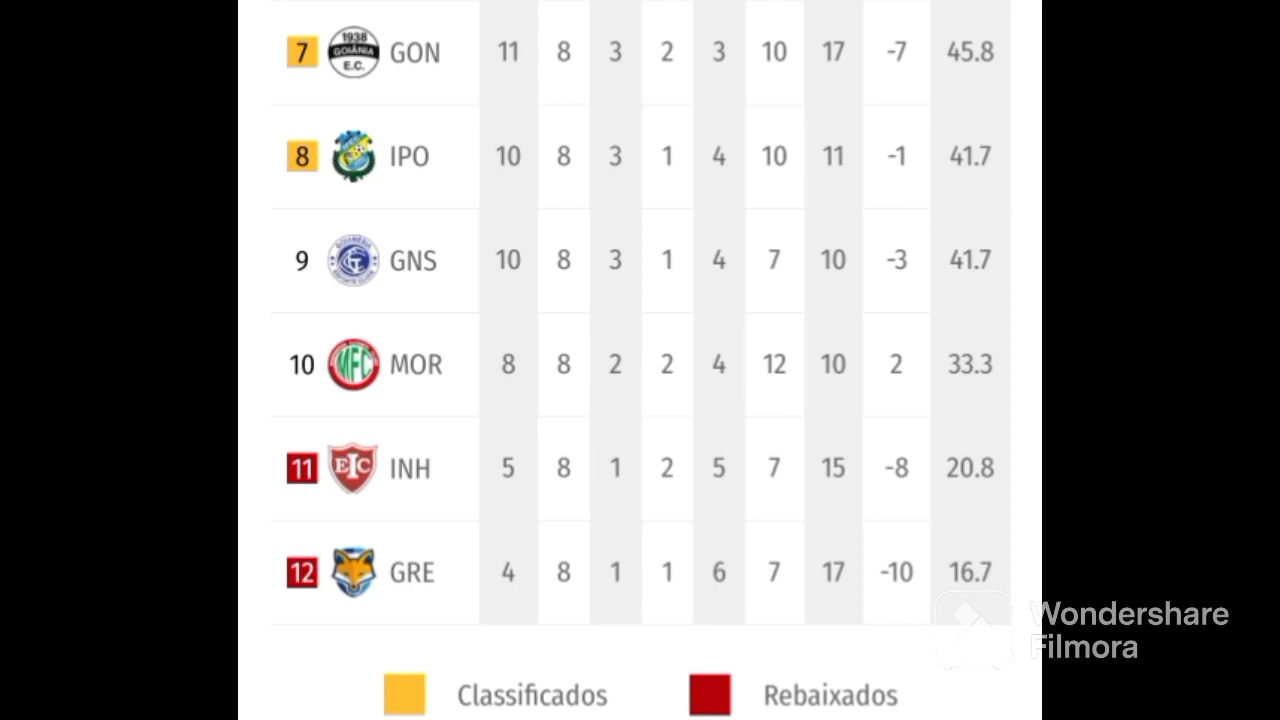 7 1938 GOIÂNIA E.C. GON 11 8 3 2 3 10 17 -7 45.8
8 IPO 10 8 3 1 4 10 11 -1 41.7
9 GNS 10 8 3 1 4 7 10 -3 41.7
10 MFC MOR 8 8 2 2 4 12 10 2 33.3
11 EIC INH 5 8 1 2 5 7 15 -8 20.8
12 GRE 4 8 1 1 6 7 17 -10 16.7
Wondershare
Filmora
Classificados Rebaixados